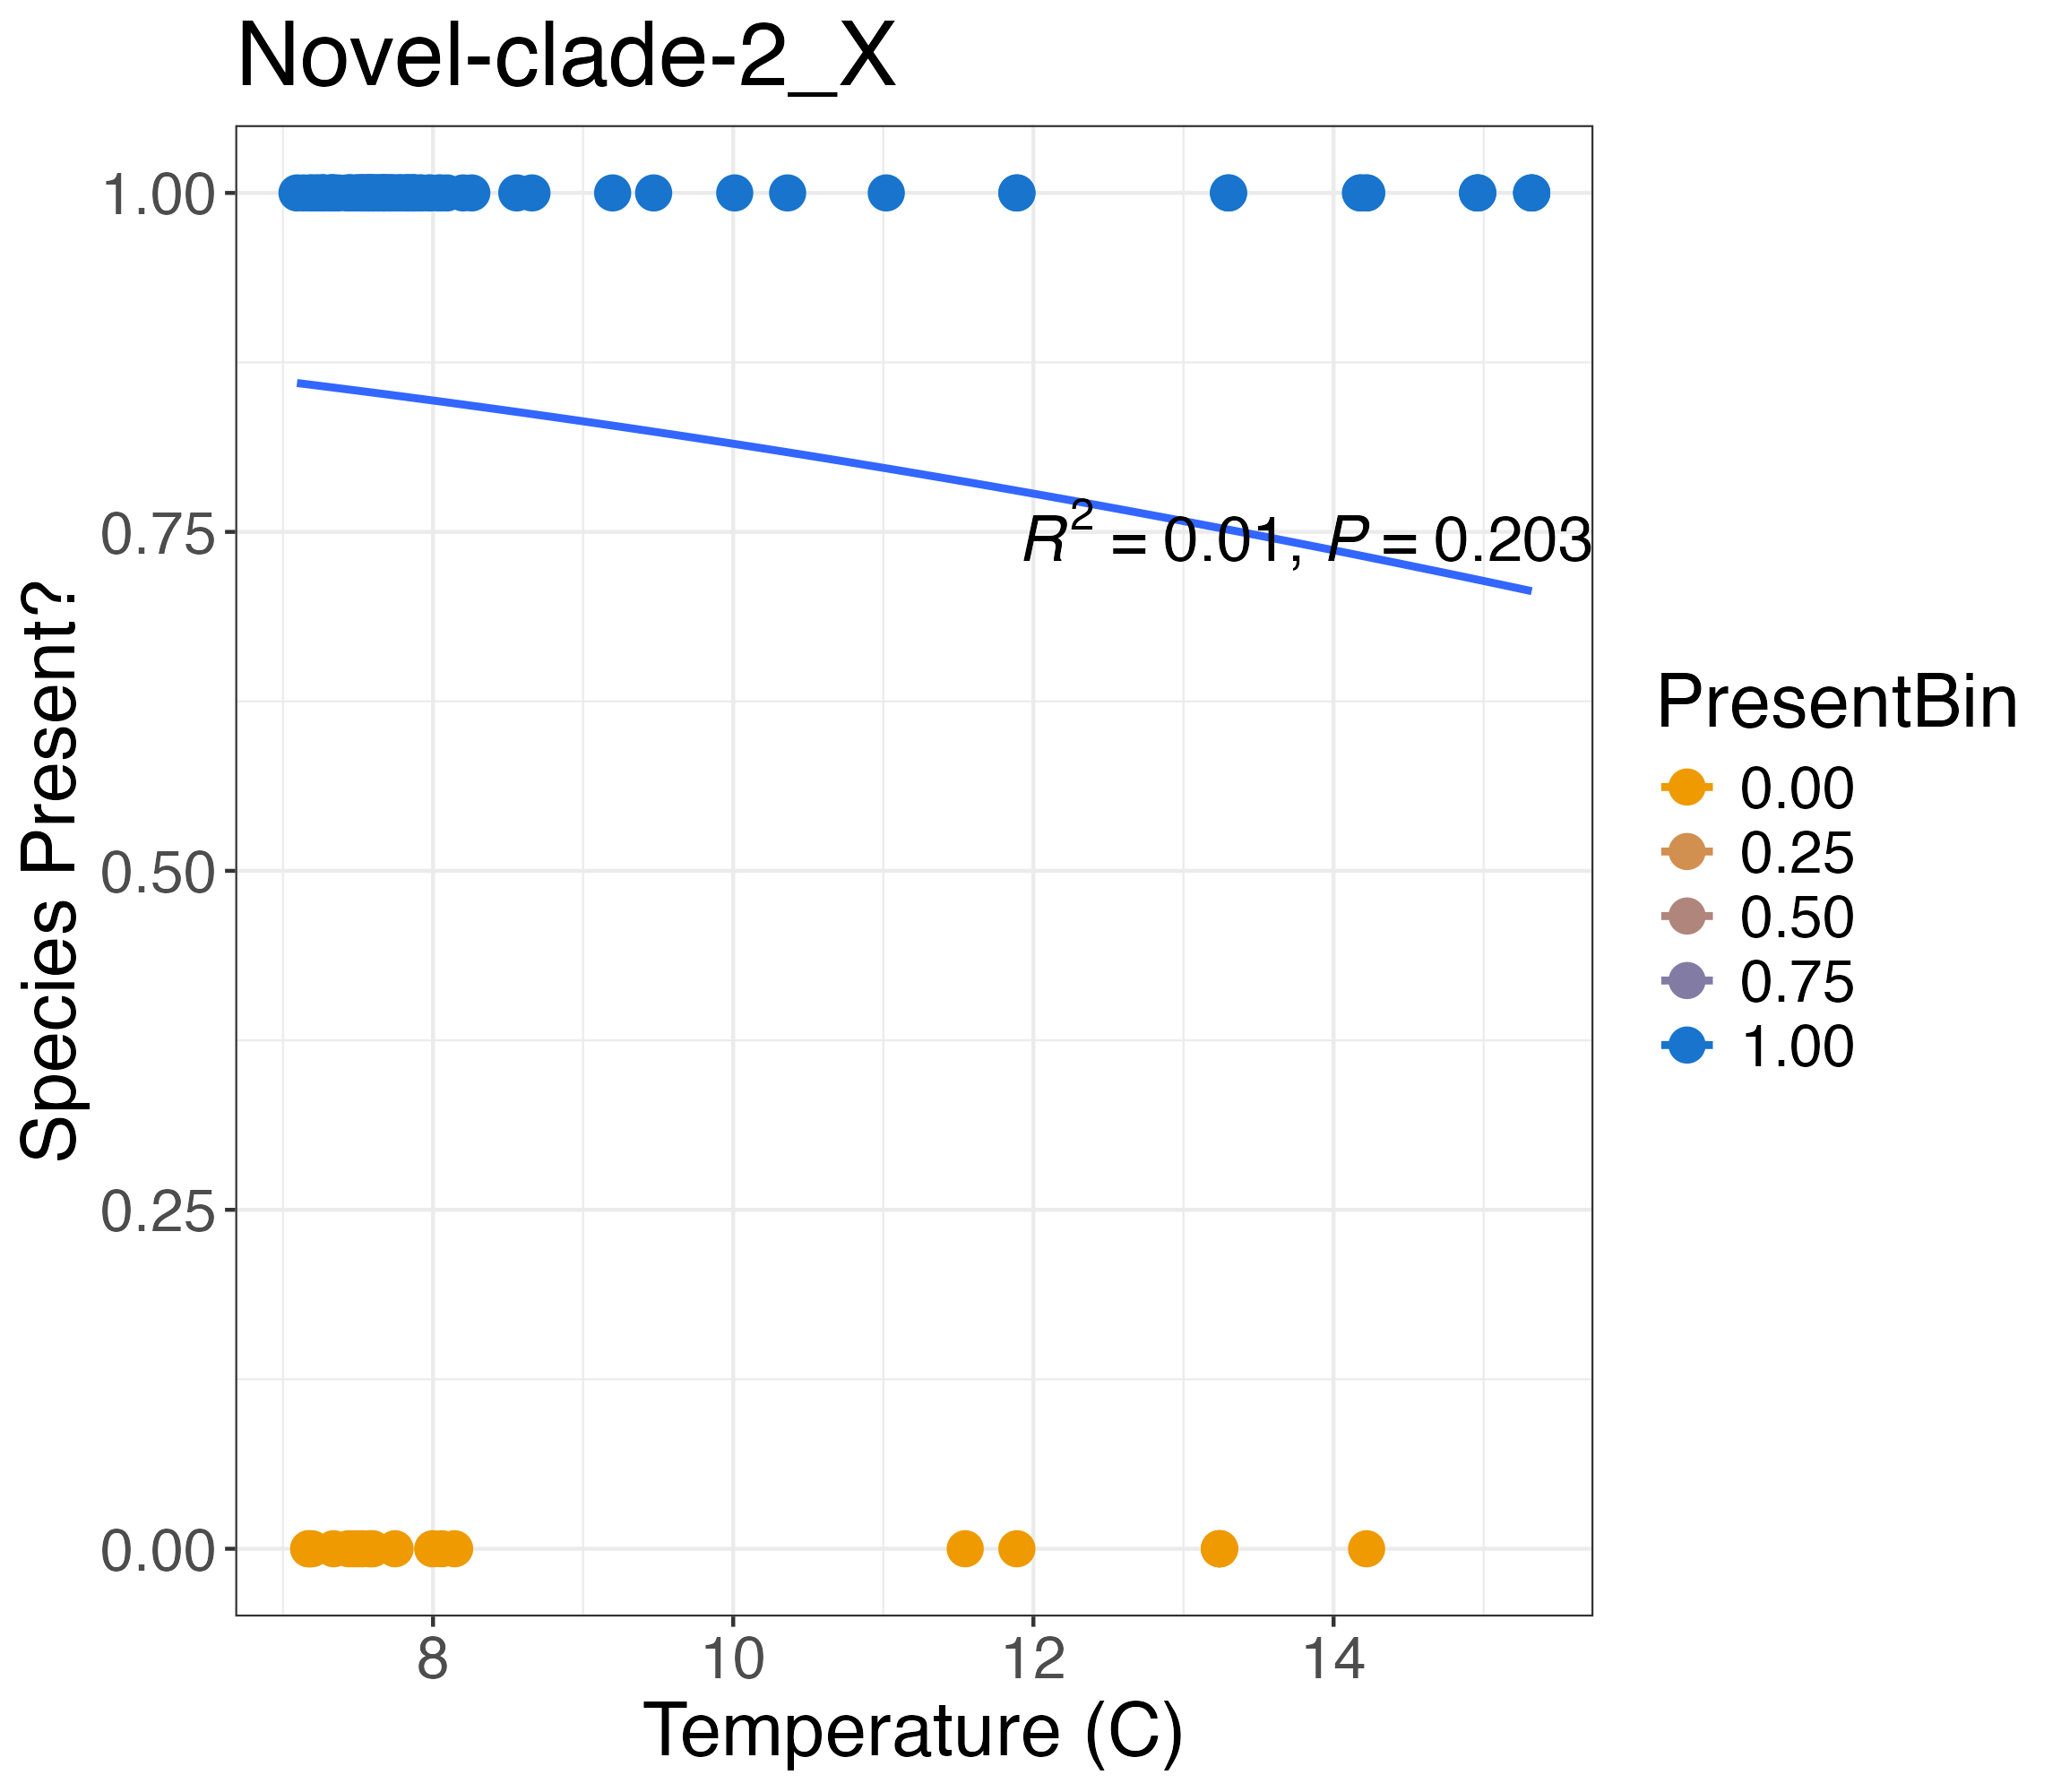 Novel-clade-2_X
1.00
0.75
0.50
0.25
0.00
Species Present?
R2 = 0.01, P = 0.203
8 10 12 14
Temperature (C)
PresentBin
0.00
0.25
0.50
0.75
1.00